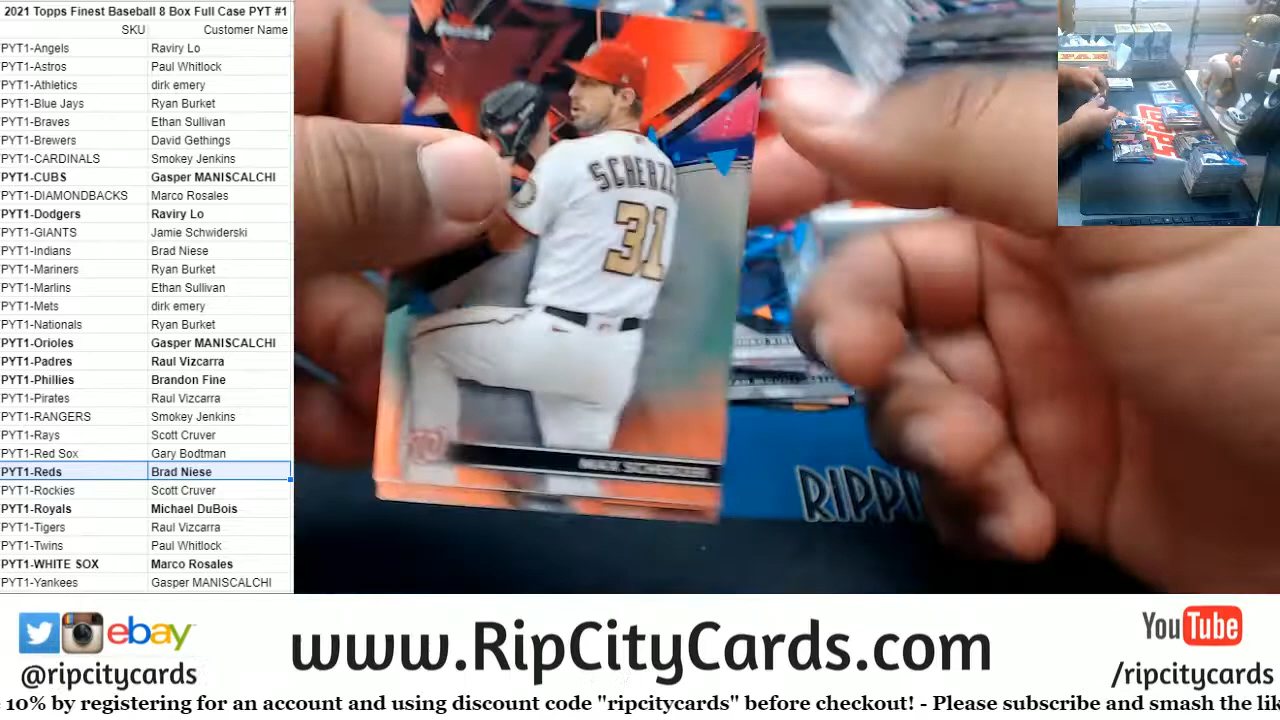 2021 Topps Finest Baseball 8 Box Full Case PYT #1
SKU Customer Name
PYT1-Angels Raviry Lo
PYT1-Astros Paul Whitlock
PYT1-Athletics dirk emery
PYT1-Blue Jays Ryan Burket
PYT1-Braves Ethan Sullivan
PYT1-Brewers David Gethings
PYT1-CARDINALS Smokey Jenkins
PYT1-CUBS Gasper MANISCALCHI
PYT1-DIAMONDBACKS Marco Rosales
PYT1-Dodgers Raviry Lo
PYT1-GIANTS Jamie Schwiderski
PYT1-Indians Brad Niese
PYT1-Mariners Ryan Burket
PYT1-Marlins Ethan Sullivan
PYT1-Mets dirk emery
PYT1-Nationals Ryan Burket
PYT1-Orioles Gasper MANISCALCHI
PYT1-Padres Raul Vizcarra
PYT1-Phillies Brandon Fine
PYT1-Pirates Raul Vizcarra
PYT1-RANGERS Smokey Jenkins
PYT1-Rays Scott Cruver
PYT1-Red Sox Gary Bodtman
PYT1-Reds Brad Niese
PYT1-Rockies Scott Cruver
PYT1-Royals Michael DuBois
PYT1-Tigers Raul Vizcarra
PYT1-Twins Paul Whitlock
PYT1-WHITE SOX Marco Rosales
PYT1-Yankees Gasper MANISCALCHI
Finest
SCHERZE
31
MAX SCHERZER
RIPPI
TOPPS
ebay
@ripcitycards
www.RipCityCards.com
YouTube
/ripcitycards
10% by registering for an account and using discount code "ripcitycards" before checkout! - Please subscribe and smash the lik